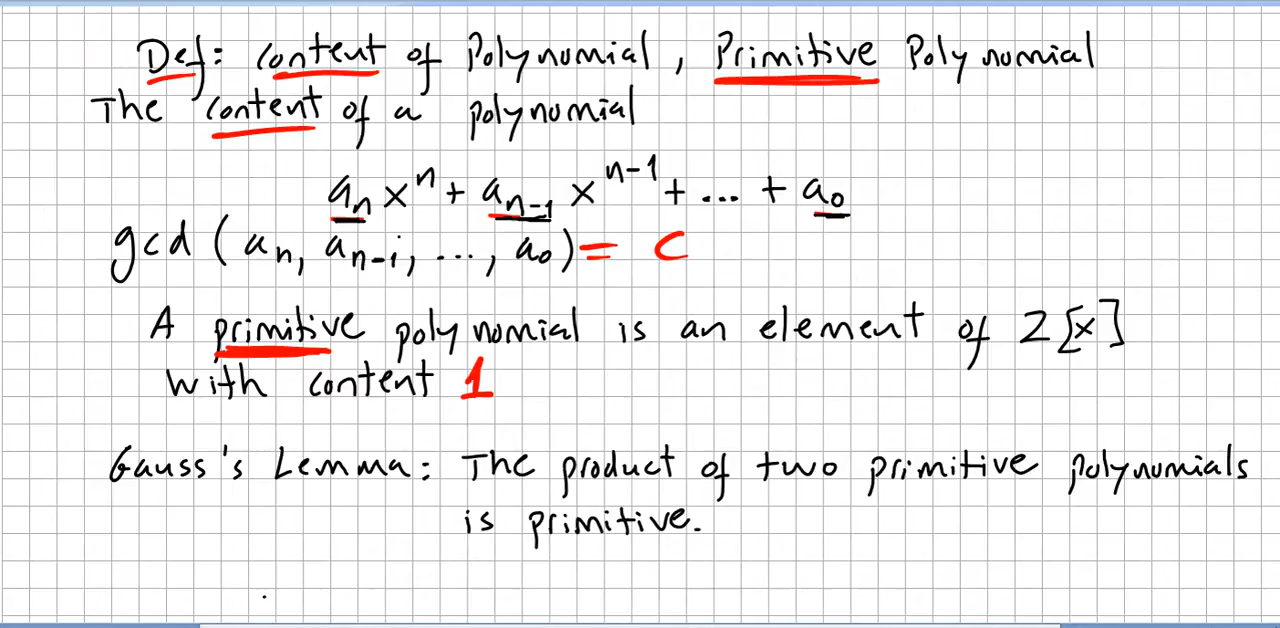 Def: content of Polynomial, Primitive Polynomial
The content of a polynomial
aₙxⁿ + aₙ₋₁xⁿ⁻¹ + ... + a₀
gcd(aₙ, aₙ₋₁, ..., a₀) = C
A primitive polynomial is an element of Z[x]
with content 1
Gauss's Lemma: The product of two primitive polynomials
is primitive.